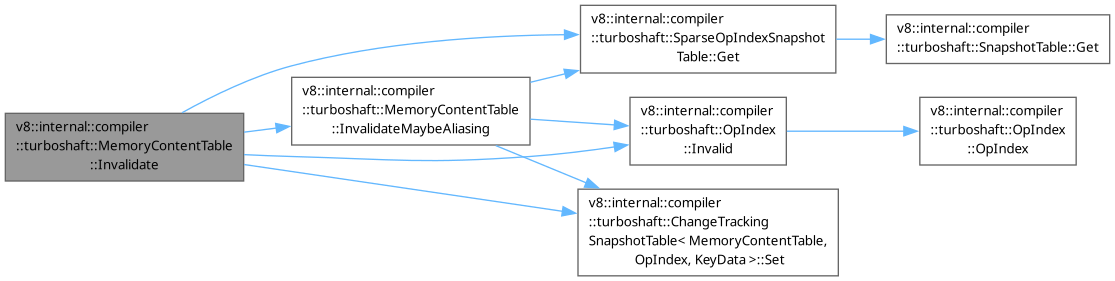 v8::internal::compiler
::turboshaft::MemoryContentTable
::Invalidate
v8::internal::compiler
::turboshaft::MemoryContentTable
::InvalidateMaybeAliasing
v8::internal::compiler
::turboshaft::SparseOpIndexSnapshot
Table::Get
v8::internal::compiler
::turboshaft::SnapshotTable::Get
v8::internal::compiler
::turboshaft::OpIndex
::Invalid
v8::internal::compiler
::turboshaft::OpIndex
::OpIndex
v8::internal::compiler
::turboshaft::ChangeTracking
SnapshotTable< MemoryContentTable,
OpIndex, KeyData >::Set